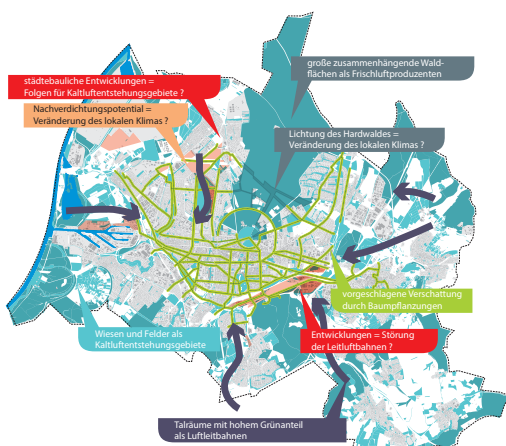 große zusammenhängende Wald-
flächen als Frischluftproduzenten
städtebauliche Entwicklungen =
Folgen für Kaltluftentstehungsgebiete ?
Nachverdichtungspotential =
Veränderung des lokalen Klimas ?
Lichtung des Hardwaldes =
Veränderung des lokalen Klimas ?
vorgeschlagene Verschattung
durch Baumpflanzungen
Wiesen und Felder als
Kaltluftentstehungsgebiete
Entwicklungen = Störung
der Leitluftbahnen ?
Talräume mit hohem Grünanteil
als Luftleitbahnen